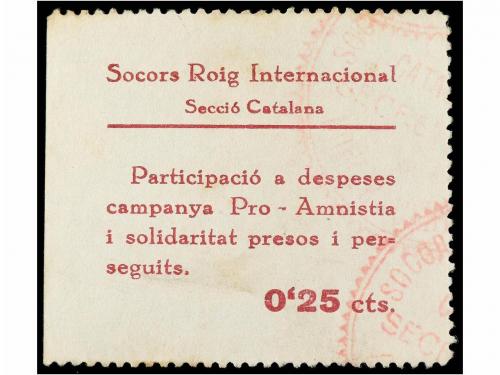 Socors Roig Internacional
Secció Catalana
Participació a despeses
campanya Pro - Amnistia
i solidaritat presos i per=
seguits.
0'25 cts.